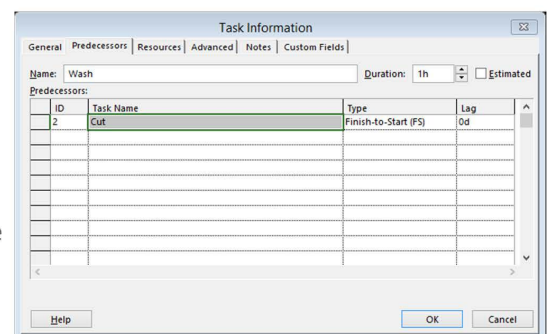 Task Information
General Predecessors Resources Advanced Notes Custom Fields
Name: Wash Duration: 1h Estimated
Predecessors:
ID Task Name Type Lag
2 Cut Finish-to-Start (FS) 0d
e
Help OK Cancel